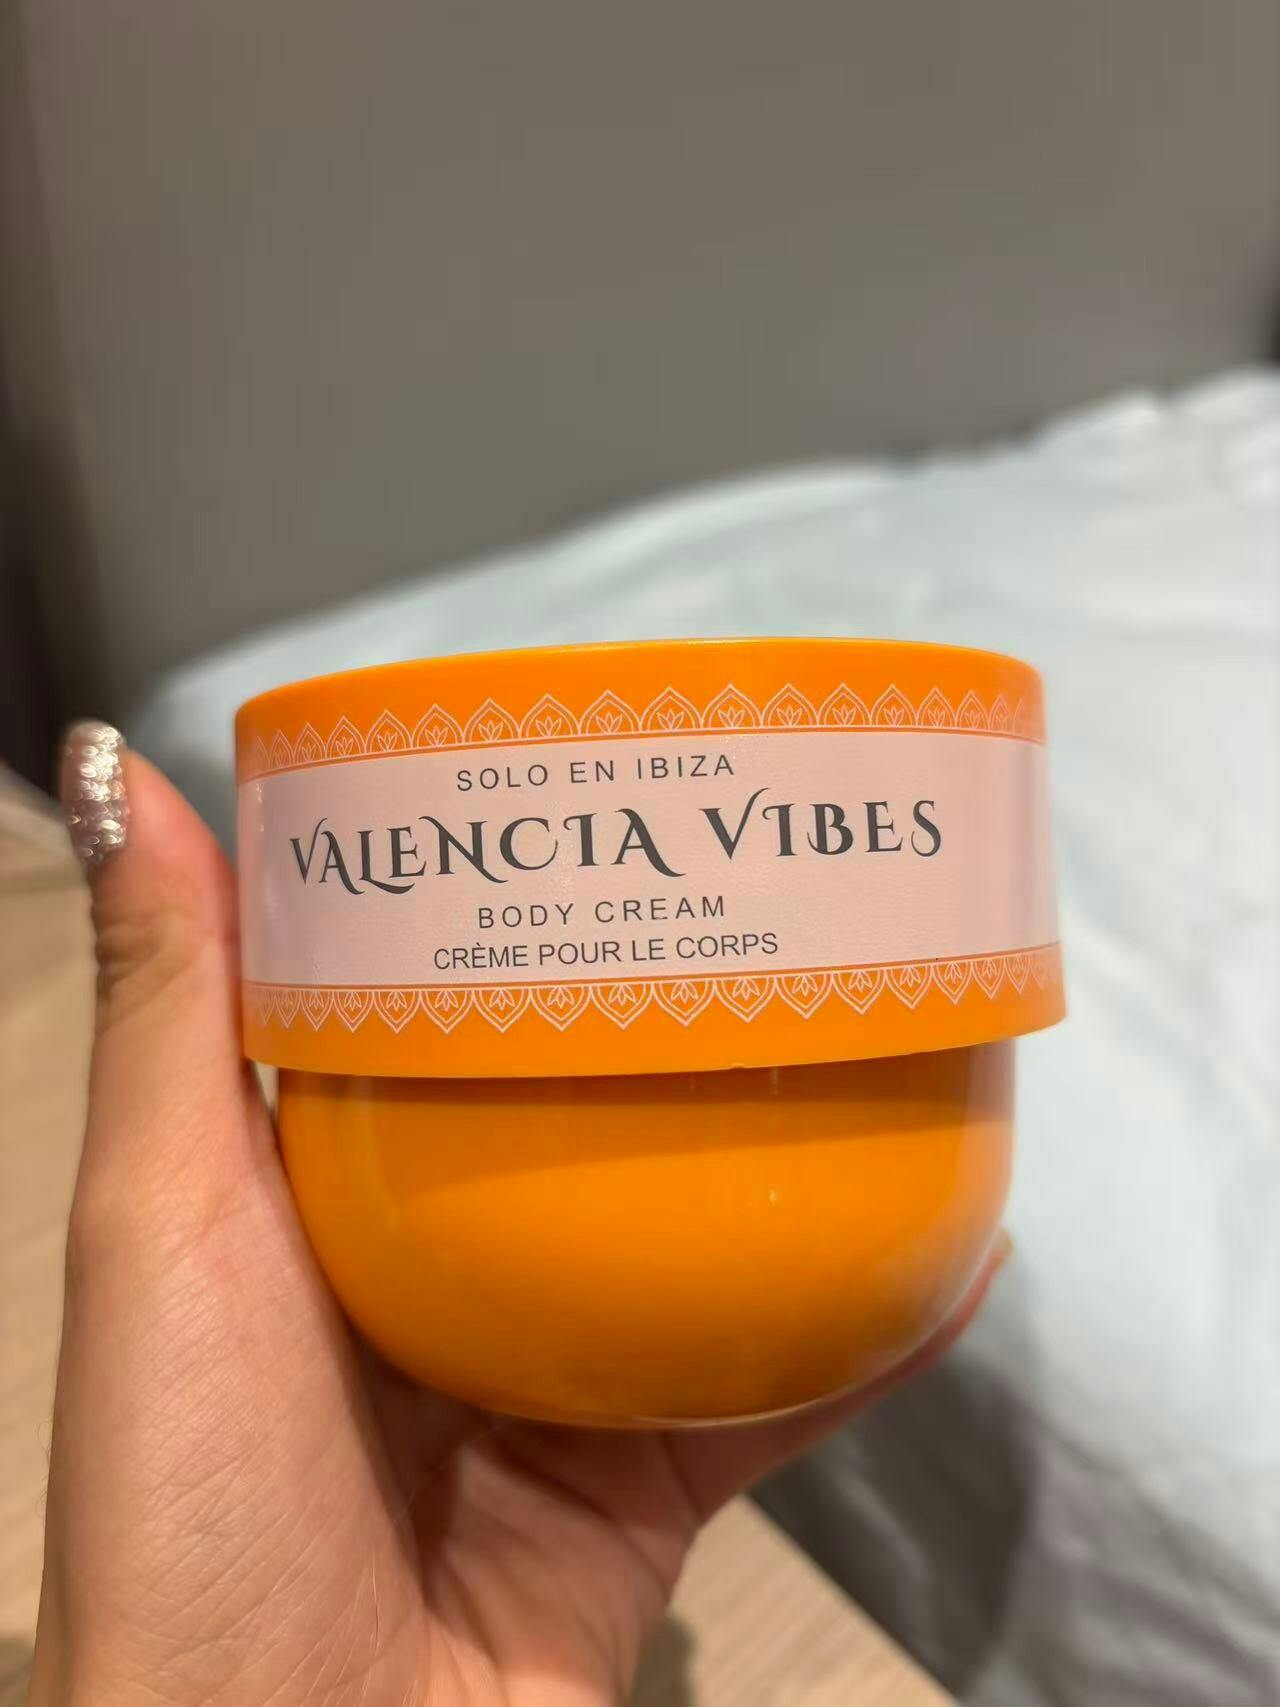 SOLO EN IBIZA
VALENCIA VIBES
BODY CREAM
CRÈME POUR LE CORPS